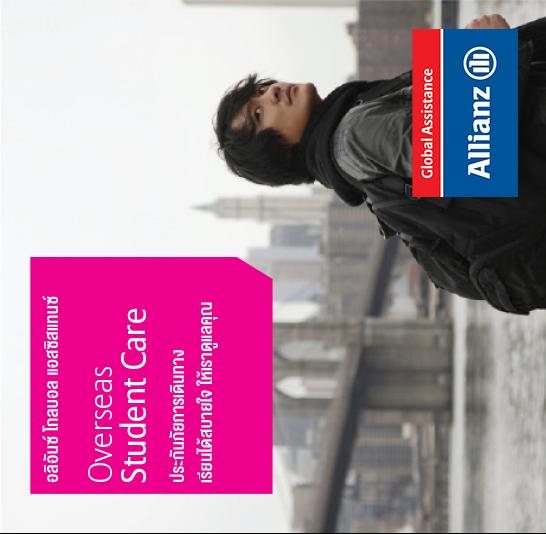 อลิอันซ์ โกลบอล แอสซิสแทนซ์
Overseas
Student Care
ประกันภัยการเดินทาง
เรียนได้สบายใจ ให้เราดูแลคุณ
Global Assistance
Allianz